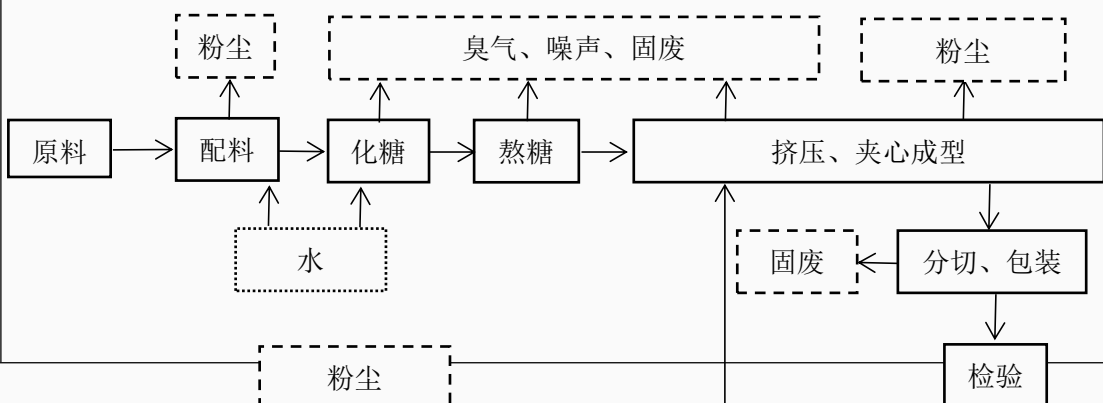 粉尘
臭气、噪声、固废
粉尘
原料
配料
化糖
熬糖
挤压、夹心成型
水
固废
分切、包装
粉尘
检验